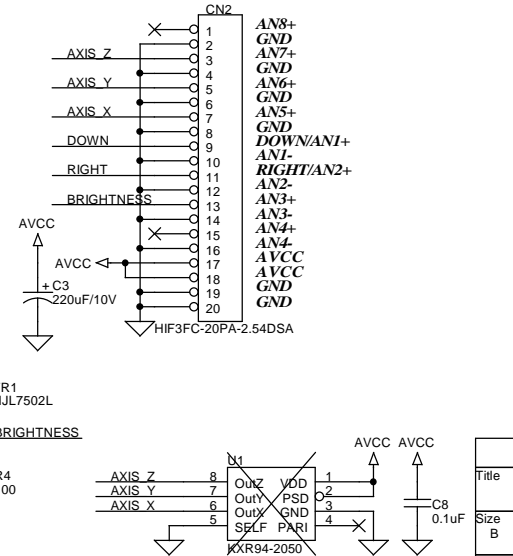 CN2
1 AN8+
2 GND
AXIS_Z 3 AN7+
4 GND
AXIS_Y 5 AN6+
6 GND
AXIS_X 7 AN5+
8 GND
DOWN 9 DOWN/AN1+
10 AN1-
RIGHT 11 RIGHT/AN2+
12 AN2-
BRIGHTNESS 13 AN3+
14 AN3-
15 AN4+
16 AN4-
AVCC 17 AVCC
18 AVCC
19 GND
20 GND
HIF3FC-20PA-2.54DSA
AVCC
+ C3
220uF/10V
R1
JL7502L
BRIGHTNESS
R4
00
U1
AXIS_Z 8 OutZ VDD 1
AXIS_Y 7 OutY PSD 2
AXIS_X 6 OutX GND 3
5 SELF PARI 4
KXR94-2050
AVCC AVCC
C8
0.1uF
Title
Size
B